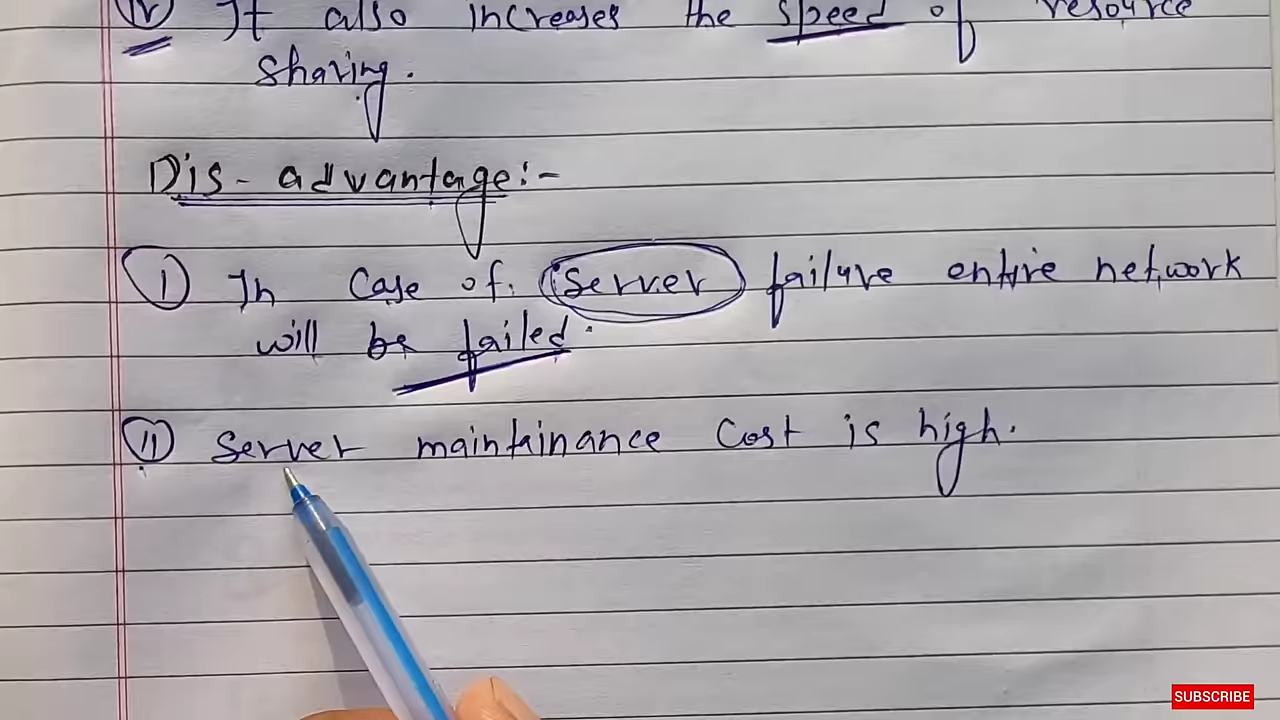 (iv) It also increases the speed of resource
sharing.
Dis-advantage:-
(i) In case of server failure entire network
will be failed.
(ii) Server maintainance cost is high.
SUBSCRIBE